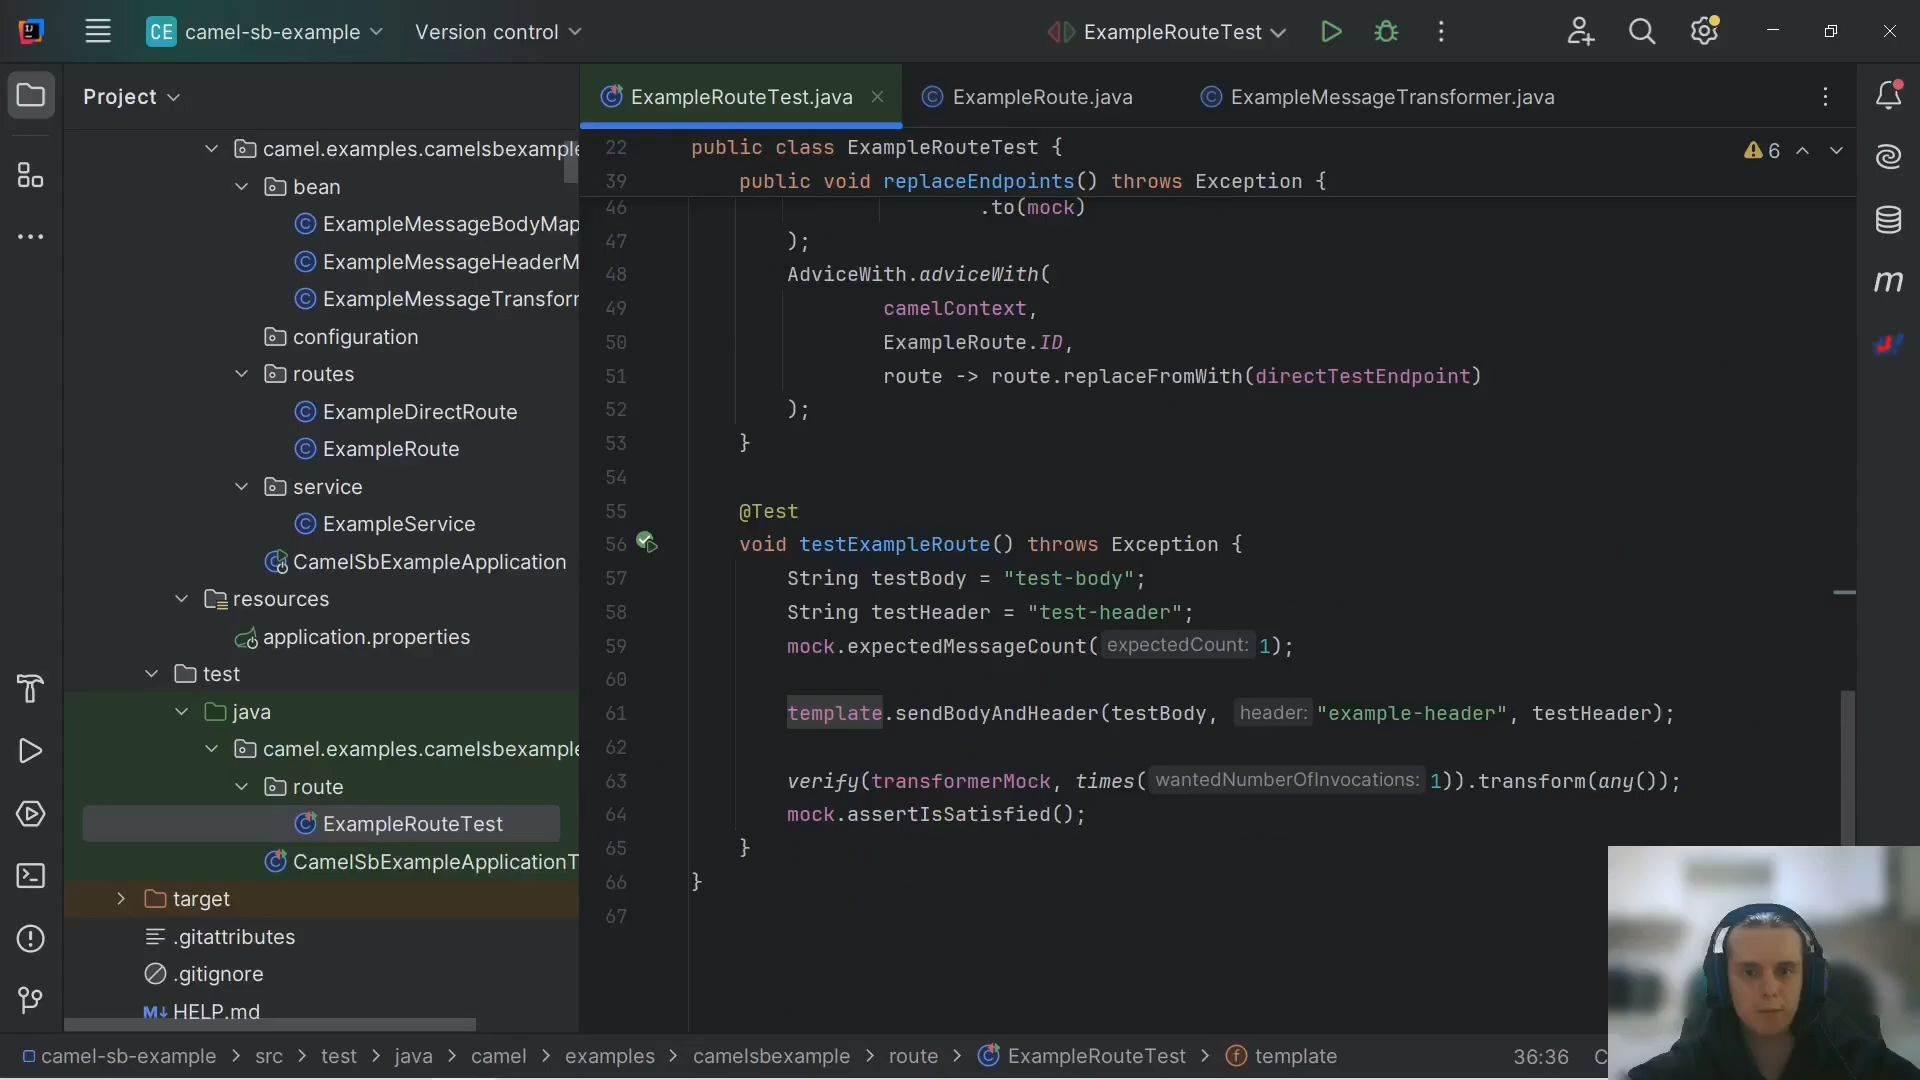 CE camel-sb-example
Version control
ExampleRouteTest
Project
ExampleRouteTest.java
ExampleRoute.java
ExampleMessageTransformer.java
camel.examples.camelsbexample
bean
ExampleMessageBodyMap
ExampleMessageHeaderM
ExampleMessageTransfor
configuration
routes
ExampleDirectRoute
ExampleRoute
service
ExampleService
CamelSbExampleApplication
resources
application.properties
test
java
camel.examples.camelsbexample
route
ExampleRouteTest
CamelSbExampleApplicationT
target
.gitattributes
.gitignore
M↓ HELP.md
6
22 public class ExampleRouteTest {
39 public void replaceEndpoints() throws Exception {
46 .to(mock)
47 );
48 AdviceWith.adviceWith(
49 camelContext,
50 ExampleRoute.ID,
51 route -> route.replaceFromWith(directTestEndpoint)
52 );
53 }
54
55 @Test
56 void testExampleRoute() throws Exception {
57 String testBody = "test-body";
58 String testHeader = "test-header";
59 mock.expectedMessageCount( expectedCount: 1);
60
61 template.sendBodyAndHeader(testBody, header: "example-header", testHeader);
62
63 verify(transformerMock, times( wantedNumberOfInvocations: 1)).transform(any());
64 mock.assertIsSatisfied();
65 }
66 }
67
m
camel-sb-example > src > test > java > camel > examples > camelsbexample > route > ExampleRouteTest > template
36:36